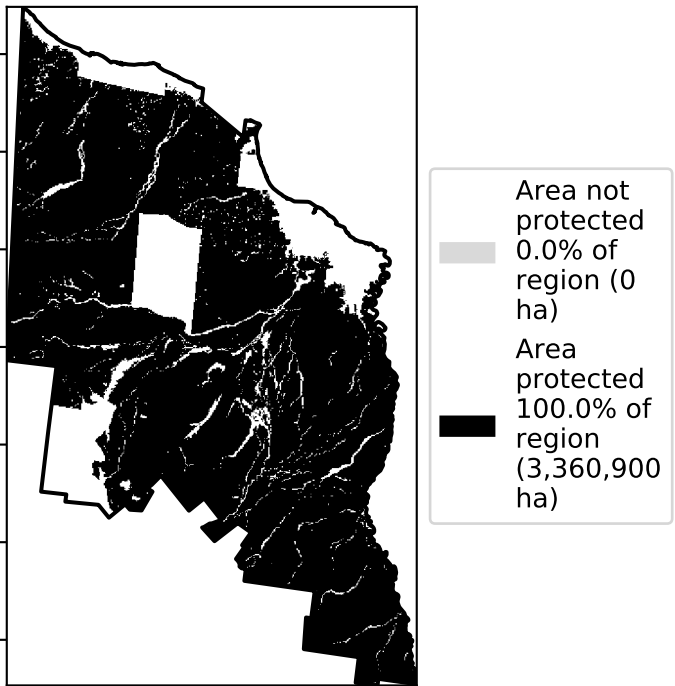 Area not
protected
0.0% of
region (0
ha)
Area
protected
100.0% of
region
(3,360,900
ha)